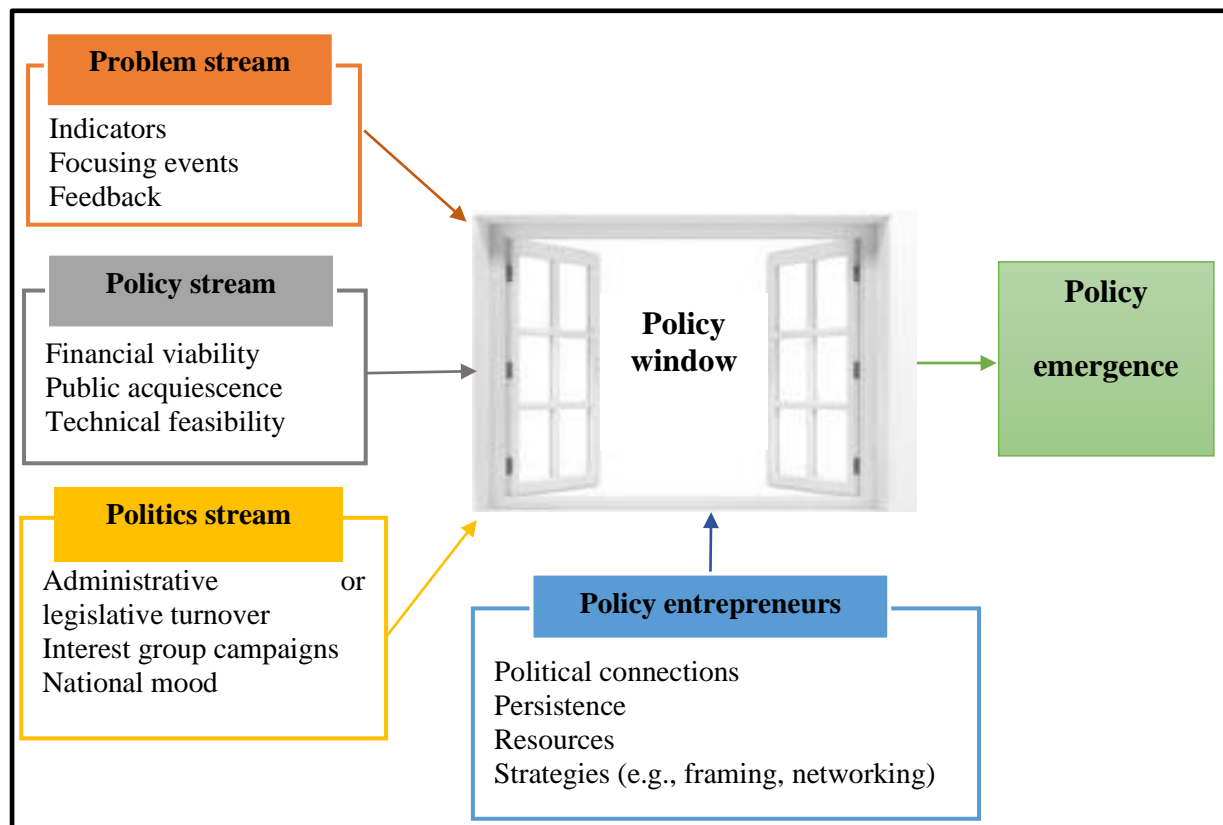 Problem stream
Indicators
Focusing events
Feedback
Policy stream
Financial viability
Public acquiescence
Technical feasibility
Politics stream
Administrative or
legislative turnover
Interest group campaigns
National mood
Policy
window
Policy entrepreneurs
Political connections
Persistence
Resources
Strategies (e.g., framing, networking)
Policy
emergence